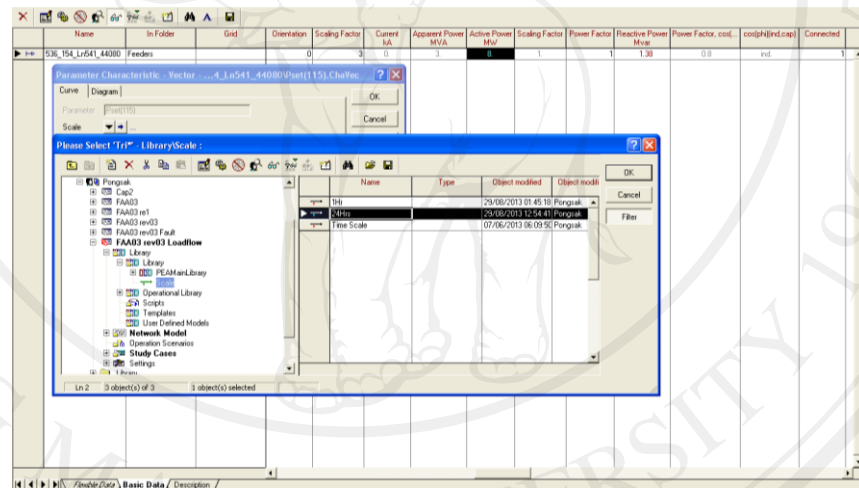 Name In Folder Grid Orientation Scaling Factor Current kA Apparent Power MVA Active Power MW Scaling Factor Power Factor Reactive Power Mvar Power Factor, cos(... cos(phi)[ind,cap) Connected
536_154_Ln541_44080 Feeders 0 3 0. 3. 0. 1. 1 1.38 0.8 ind.
Parameter Characteristic - Vector - ...4_Ln541_44080\Pset(115).ChaVec
Curve Diagram
OK
Parameter Pset(115)
Cancel
Scale ...
Please Select 'Tri*' - Library\Scale :
OK
Cancel
Filter
Name Type Object modified Object modifi
1Hi 29/08/2013 01:45:18 Pongsak
24Hrs 29/08/2013 12:54:41 Pongsak
Time Scale 07/06/2013 06:09:50 Pongsak
Pongsak
Cap2
FAA03
FAA03 re1
FAA03 rev03
FAA03 rev03 Fault
FAA03 rev03 Loadflow
Library
Library
PEAMainLibrary
Scale
Operational Library
Scripts
Templates
User Defined Models
Network Model
Operation Scenarios
Study Cases
Settings
Library
Ln 2 3 object(s) of 3 1 object(s) selected
Flexible Data Basic Data Description